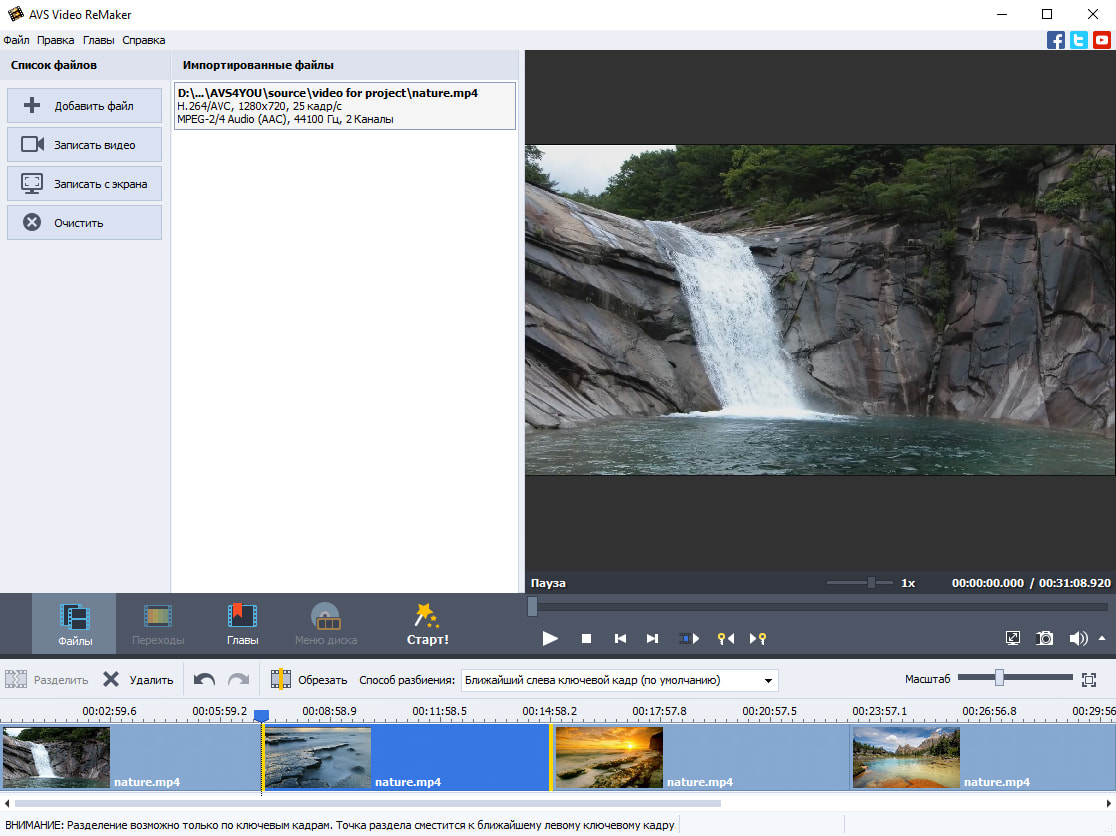 AVS Video ReMaker
Файл Правка Главы Справка
Список файлов
Импортированные файлы
Добавить файл
Записать видео
Записать с экрана
Очистить
D:\...\AVS4YOU\source\video for project\nature.mp4
H.264/AVC, 1280x720, 25 кадр/с
MPEG-2/4 Audio (AAC), 44100 Гц, 2 Каналы
Пауза 1x 00:00:00.000 / 00:31:08.920
Файлы Переходы Главы Меню диска Старт!
Разделить Удалить Обрезать Способ разбиения: Ближайший слева ключевой кадр (по умолчанию) Масштаб
00:02:59.6 00:05:59.2 00:08:58.9 00:11:58.5 00:14:58.2 00:17:57.8 00:20:57.5 00:23:57.1 00:26:56.8 00:29:56
nature.mp4 nature.mp4 nature.mp4 nature.mp4
ВНИМАНИЕ: Разделение возможно только по ключевым кадрам. Точка раздела сместится к ближайшему левому ключевому кадру